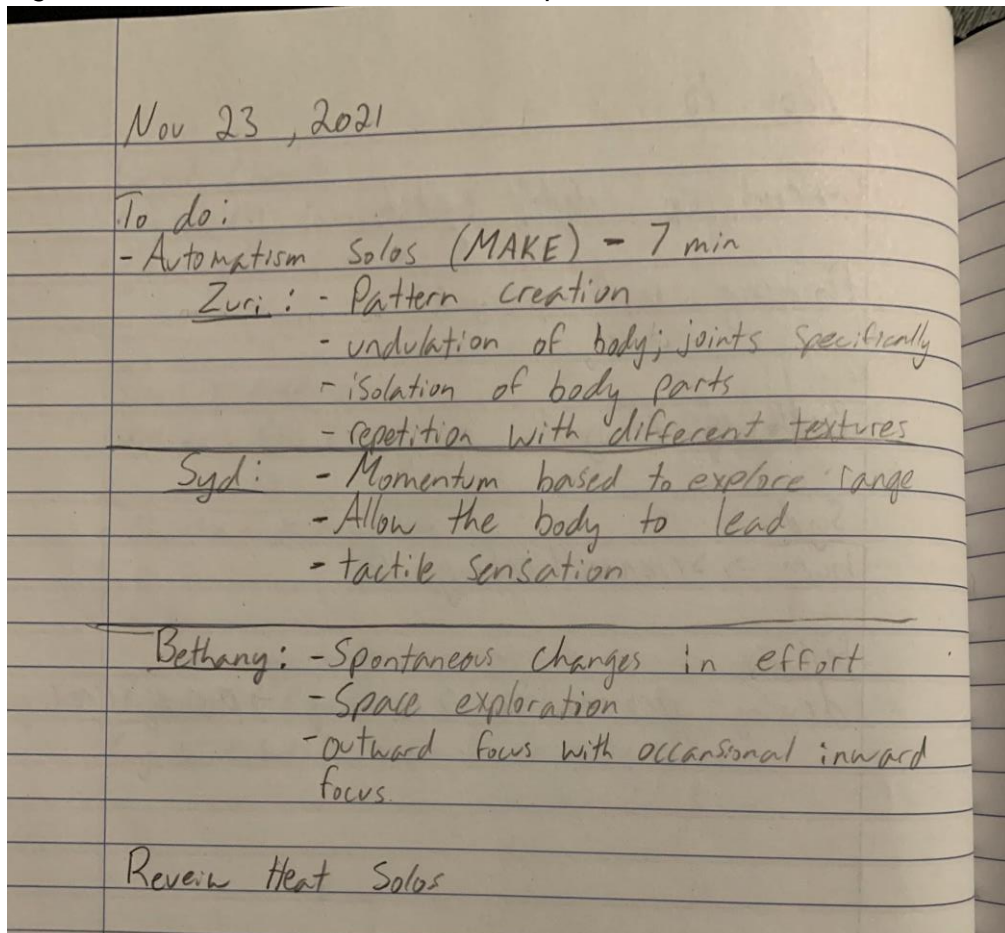 Nov 23, 2021
To do:
- Automatism Solos (MAKE) - 7 min
Zuri: - Pattern Creation
- undulation of body; joints specifically
- isolation of body parts
- repetition with different textures
Syd: - Momentum based to explore range
- Allow the body to lead
- tactile sensation
Bethany: - Spontaneous changes in effort
- Space exploration
- outward focus with occansional inward
focus.
Reveiw Heat Solos